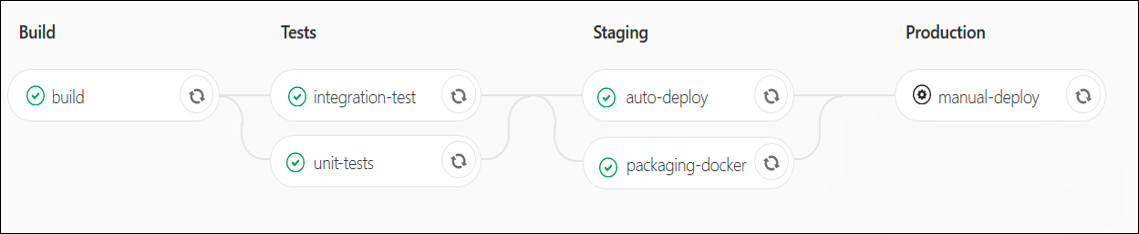 Build
Tests
Staging
Production
build
integration-test
auto-deploy
manual-deploy
unit-tests
packaging-docker